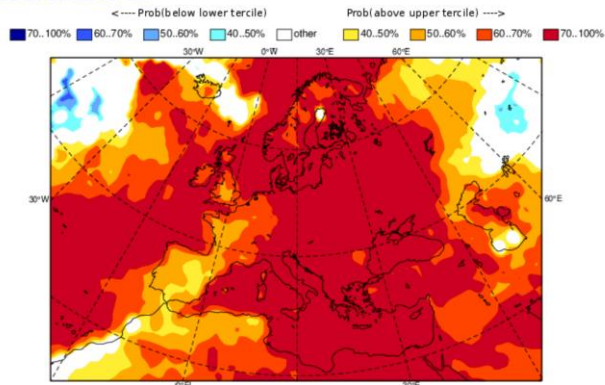 <---- Prob(below lower tercile) Prob(above upper tercile) ---->
70..100% 60..70% 50..60% 40..50% other 40..50% 50..60% 60..70% 70..100%
30°W 0°W 30°E 60°E
30°W 60°E